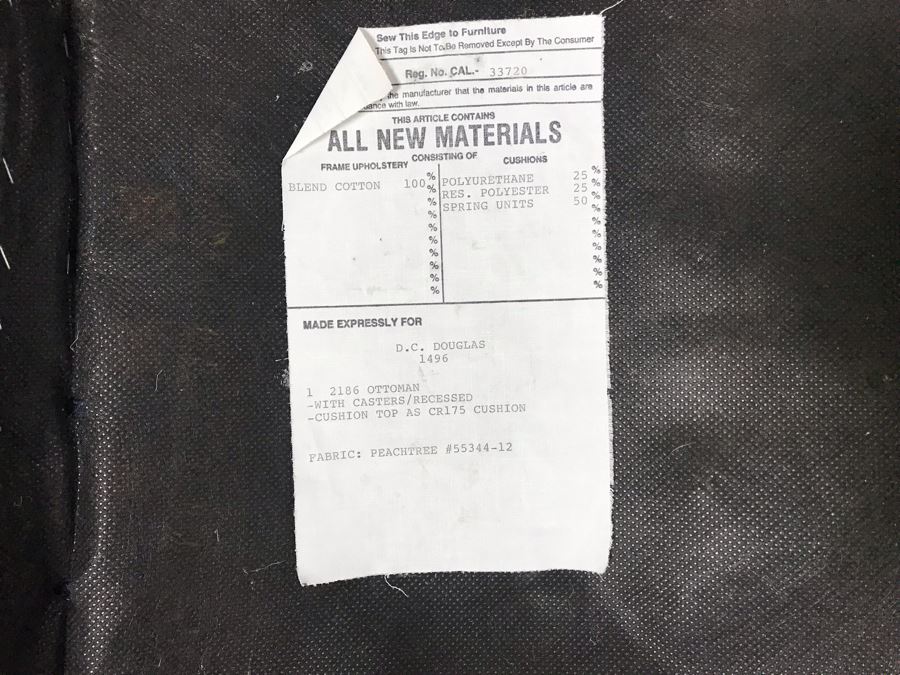 Sew This Edge to Furniture
This Tag Is Not To Be Removed Except By The Consumer
Reg. No. CAL.- 33720
the manufacturer that the materials in this article are
ance with law.
THIS ARTICLE CONTAINS
ALL NEW MATERIALS
CONSISTING OF
FRAME UPHOLSTERY CUSHIONS
BLEND COTTON 100% POLYURETHANE 25%
% RES. POLYESTER 25%
% SPRING UNITS 50%
% %
% %
% %
% %
% %
% %
% %
MADE EXPRESSLY FOR
D.C. DOUGLAS
1496
1 2186 OTTOMAN
-WITH CASTERS/RECESSED
-CUSHION TOP AS CR175 CUSHION
FABRIC: PEACHTREE #55344-12